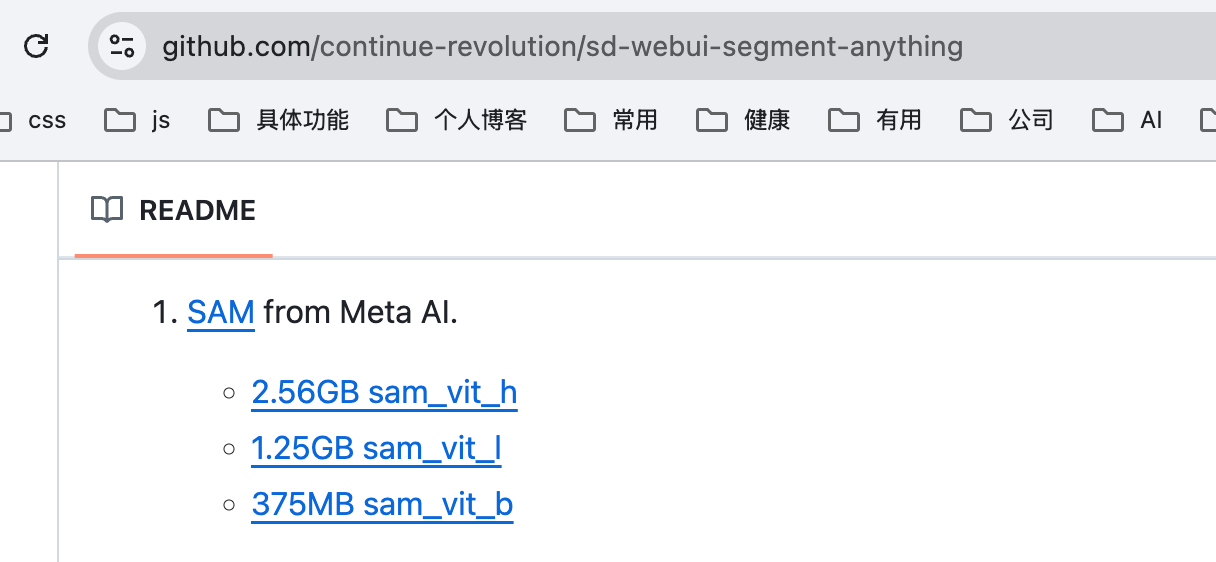 github.com/continue-revolution/sd-webui-segment-anything
css js 具体功能 个人博客 常用 健康 有用 公司 AI
README
1. SAM from Meta AI.
2.56GB sam_vit_h
1.25GB sam_vit_l
375MB sam_vit_b